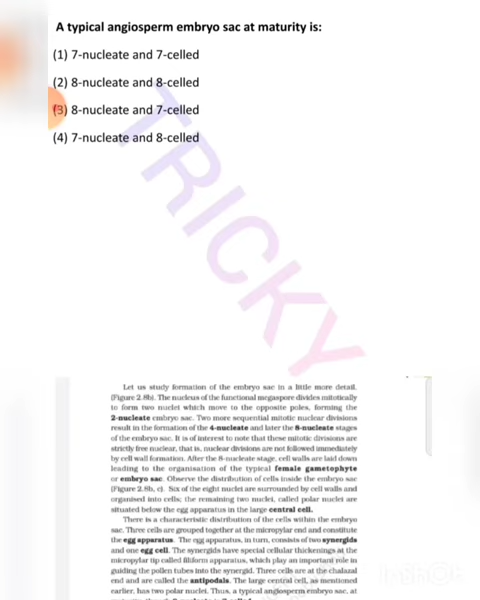 A typical angiosperm embryo sac at maturity is:
(1) 7-nucleate and 7-celled
(2) 8-nucleate and 8-celled
(3) 8-nucleate and 7-celled
(4) 7-nucleate and 8-celled
TRICKY
Let us study formation of the embryo sac in a little more detail.
(Figure 2.8b). The nucleus of the functional megaspore divides mitotically
to form two nuclei which move to the opposite poles, forming the
2-nucleate embryo sac. Two more sequential mitotic nuclear divisions
result in the formation of the 4-nucleate and later the 8-nucleate stages
of the embryo sac. It is of interest to note that these mitotic divisions are
strictly free nuclear, that is, nuclear divisions are not followed immediately
by cell wall formation. After the 8-nucleate stage, cell walls are laid down
leading to the organisation of the typical female gametophyte
or embryo sac. Observe the distribution of cells inside the embryo sac
(Figure 2.8b, c). Six of the eight nuclei are surrounded by cell walls and
organised into cells; the remaining two nuclei, called polar nuclei are
situated below the egg apparatus in the large central cell.
There is a characteristic distribution of the cells within the embryo
sac. Three cells are grouped together at the micropylar end and constitute
the egg apparatus. The egg apparatus, in turn, consists of two synergids
and one egg cell. The synergids have special cellular thickenings at the
micropylar tip called filiform apparatus, which play an important role in
guiding the pollen tubes into the synergid. Three cells are at the chalazal
end and are called the antipodals. The large central cell, as mentioned
earlier, has two polar nuclei. Thus, a typical angiosperm embryo sac, at